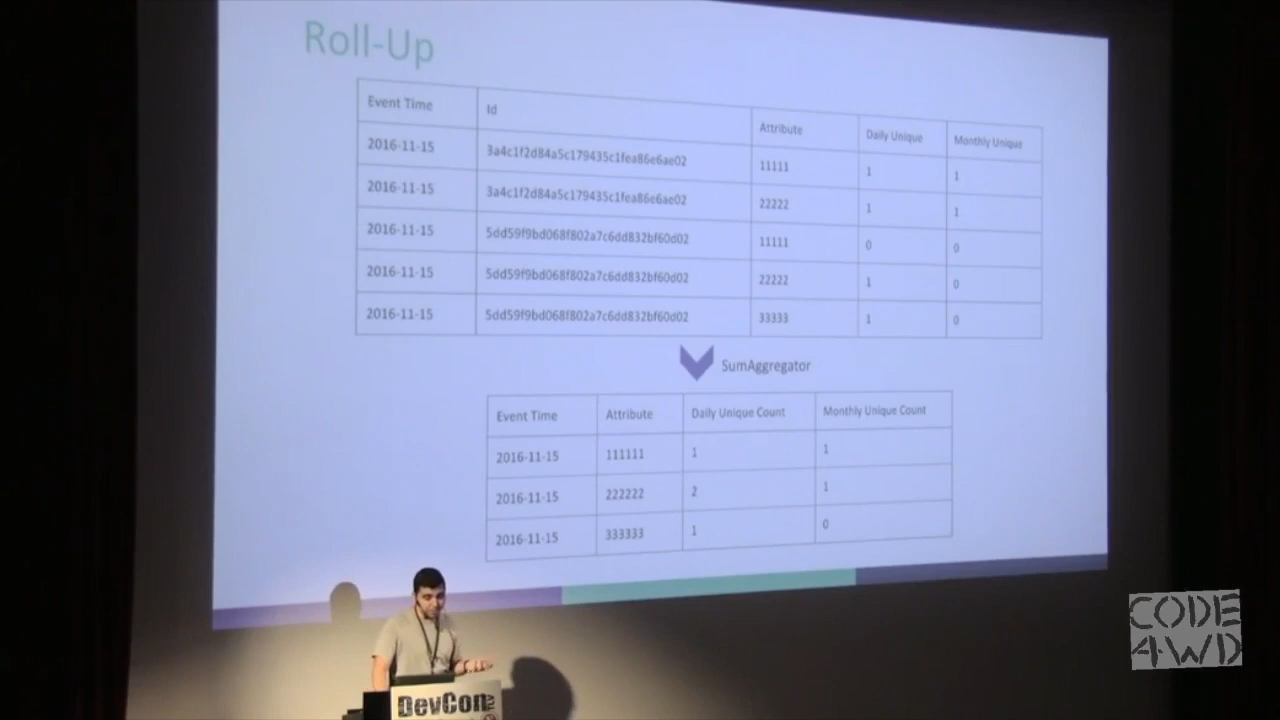 Roll-Up
Event Time Id Attribute Daily Unique Monthly Unique
2016-11-15 3a4c1f2d84a5c179435c1fea86e6ae02 11111 1 1
2016-11-15 3a4c1f2d84a5c179435c1fea86e6ae02 22222 1 1
2016-11-15 5dd59f9bd068f802a7c6dd832bf60d02 11111 0 0
2016-11-15 5dd59f9bd068f802a7c6dd832bf60d02 22222 1 0
2016-11-15 5dd59f9bd068f802a7c6dd832bf60d02 33333 1 0
SumAggregator
Event Time Attribute Daily Unique Count Monthly Unique Count
2016-11-15 111111 1 1
2016-11-15 222222 2 1
2016-11-15 333333 1 0
CODE
4WD
DevCon